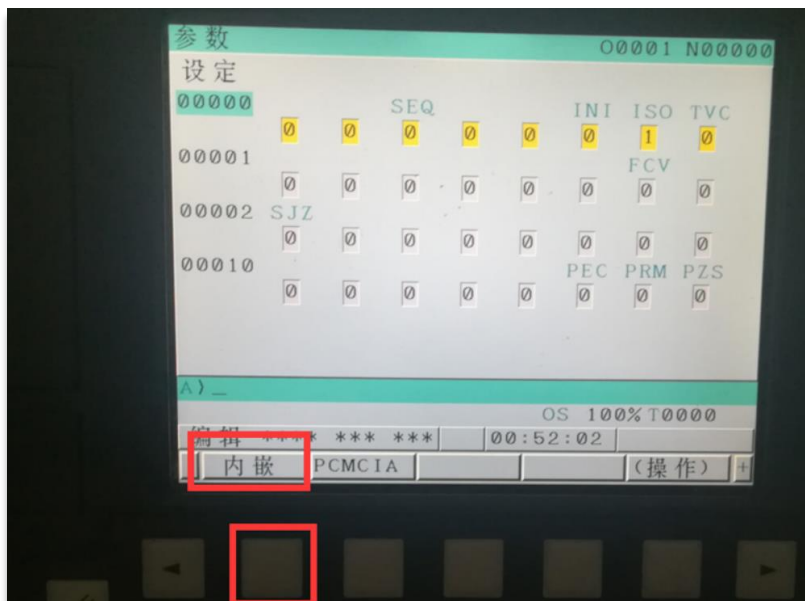 参数 O0001 N00000
设定
00000 SEQ INI ISO TVC
0 0 0 0 0 0 1 0
00001 FCV
0 0 0 0 0 0 0 0
00002 SJZ
0 0 0 0 0 0 0 0
00010 PEC PRM PZS
0 0 0 0 0 0 0 0
A)_
OS 100% T0000
编辑 **** *** *** 00:52:02
内嵌 PCMCIA (操作) +